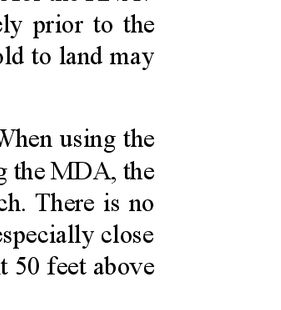 ely prior to the
old to land may
When using the
g the MDA, the
ch. There is no
especially close
t 50 feet above